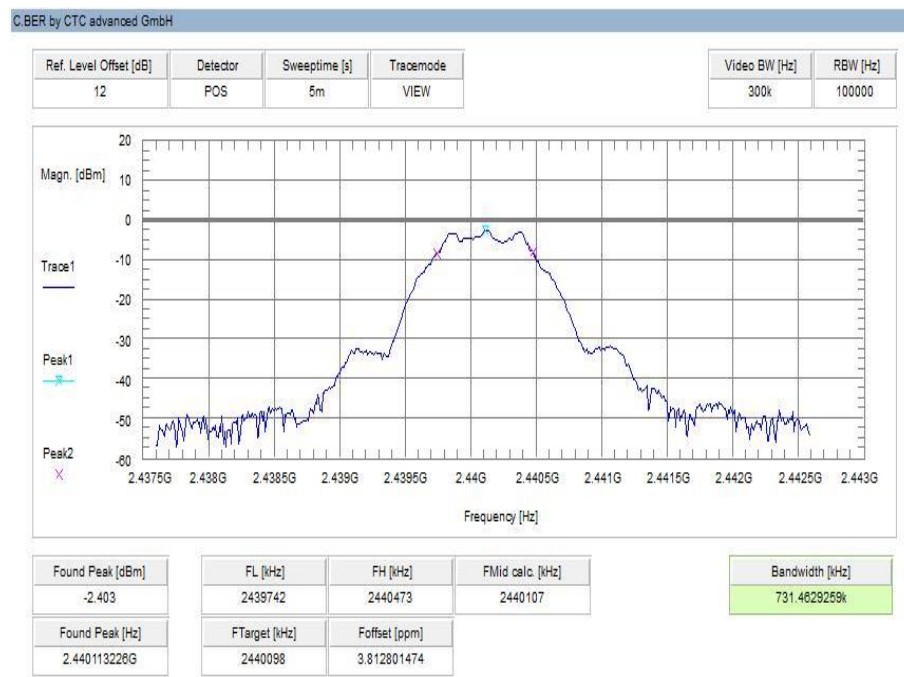 C.BER by CTC advanced GmbH
Ref. Level Offset [dB] Detector Sweeptime [s] Tracemode Video BW [Hz] RBW [Hz]
12 POS 5m VIEW 300k 100000
Magn. [dBm]
20
10
0
-10
-20
-30
-40
-50
-60
Trace1
Peak1
Peak2
2.4375G 2.438G 2.4385G 2.439G 2.4395G 2.44G 2.4405G 2.441G 2.4415G 2.442G 2.4425G 2.443G
Frequency [Hz]
Found Peak [dBm] FL [kHz] FH [kHz] FMid calc. [kHz] Bandwidth [kHz]
-2.403 2439742 2440473 2440107 731.4629259k
Found Peak [Hz] FTarget [kHz] Foffset [ppm]
2.440113226G 2440098 3.812801474